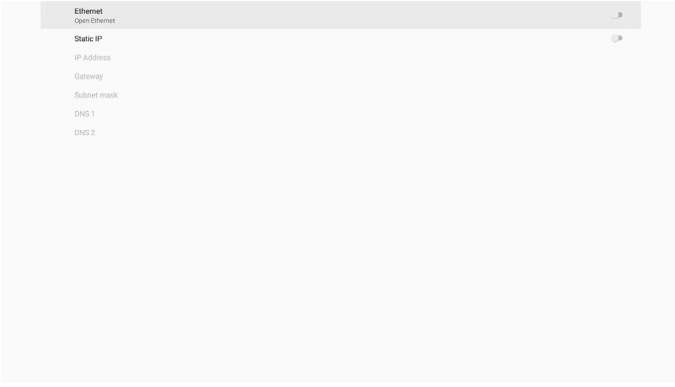 Ethernet
Open Ethernet
Static IP
IP Address
Gateway
Subnet mask
DNS 1
DNS 2